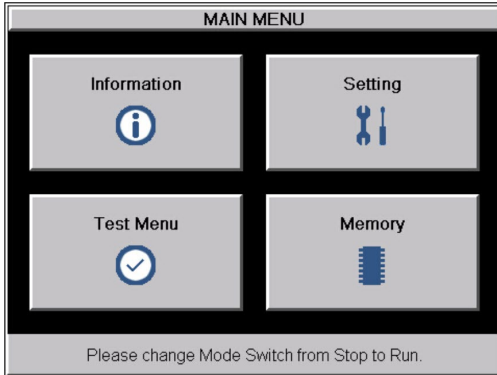 MAIN MENU
Information
Setting
Test Menu
Memory
Please change Mode Switch from Stop to Run.